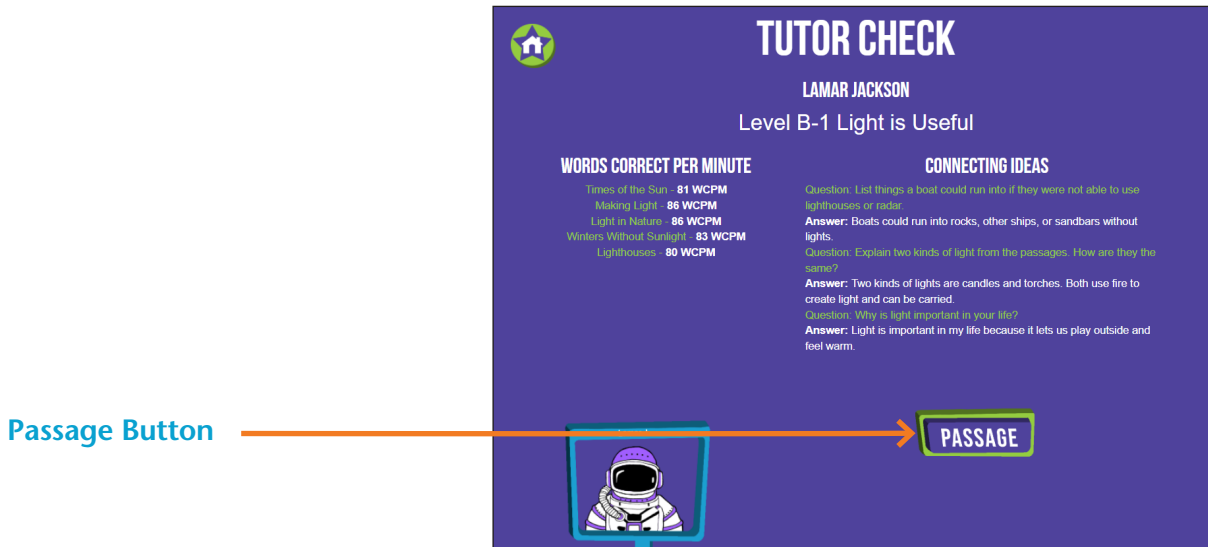 TUTOR CHECK
LAMAR JACKSON
Level B-1 Light is Useful
WORDS CORRECT PER MINUTE
Times of the Sun - 81 WCPM
Making Light - 86 WCPM
Light in Nature - 86 WCPM
Winters Without Sunlight - 83 WCPM
Lighthouses - 80 WCPM
CONNECTING IDEAS
Question: List things a boat could run into if they were not able to use
lighthouses or radar.
Answer: Boats could run into rocks, other ships, or sandbars without
lights.
Question: Explain two kinds of light from the passages. How are they the
same?
Answer: Two kinds of lights are candles and torches. Both use fire to
create light and can be carried.
Question: Why is light important in your life?
Answer: Light is important in my life because it lets us play outside and
feel warm.
Passage Button
PASSAGE